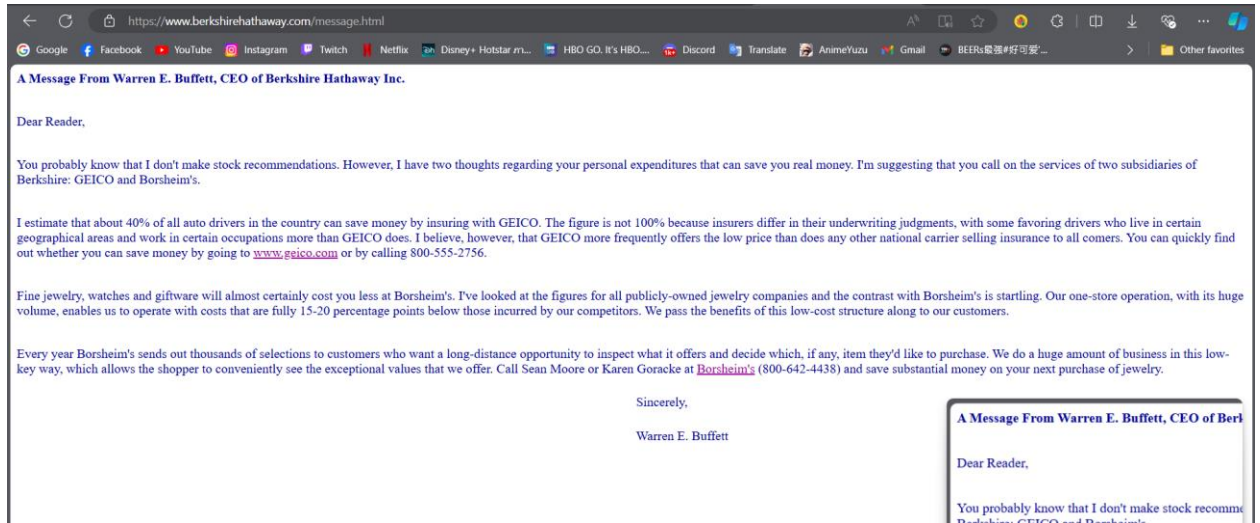 https://www.berkshirehathaway.com/message.html
Google Facebook YouTube Instagram Twitch Netflix Disney+ Hotstar HBO GO. It's HBO.... Discord Translate AnimeYuzu Gmail BEERs最强#好可爱'... Other favorites
A Message From Warren E. Buffett, CEO of Berkshire Hathaway Inc.
Dear Reader,
You probably know that I don't make stock recommendations. However, I have two thoughts regarding your personal expenditures that can save you real money. I'm suggesting that you call on the services of two subsidiaries of
Berkshire: GEICO and Borsheim's.
I estimate that about 40% of all auto drivers in the country can save money by insuring with GEICO. The figure is not 100% because insurers differ in their underwriting judgments, with some favoring drivers who live in certain
geographical areas and work in certain occupations more than GEICO does. I believe, however, that GEICO more frequently offers the low price than does any other national carrier selling insurance to all comers. You can quickly find
out whether you can save money by going to www.geico.com or by calling 800-555-2756.
Fine jewelry, watches and giftware will almost certainly cost you less at Borsheim's. I've looked at the figures for all publicly-owned jewelry companies and the contrast with Borsheim's is startling. Our one-store operation, with its huge
volume, enables us to operate with costs that are fully 15-20 percentage points below those incurred by our competitors. We pass the benefits of this low-cost structure along to our customers.
Every year Borsheim's sends out thousands of selections to customers who want a long-distance opportunity to inspect what it offers and decide which, if any, item they'd like to purchase. We do a huge amount of business in this low-
key way, which allows the shopper to conveniently see the exceptional values that we offer. Call Sean Moore or Karen Goracke at Borsheim's (800-642-4438) and save substantial money on your next purchase of jewelry.
Sincerely,
Warren E. Buffett
A Message From Warren E. Buffett, CEO of Berk
Dear Reader,
You probably know that I don't make stock recomme
Berkshire: GEICO and Borsheim's